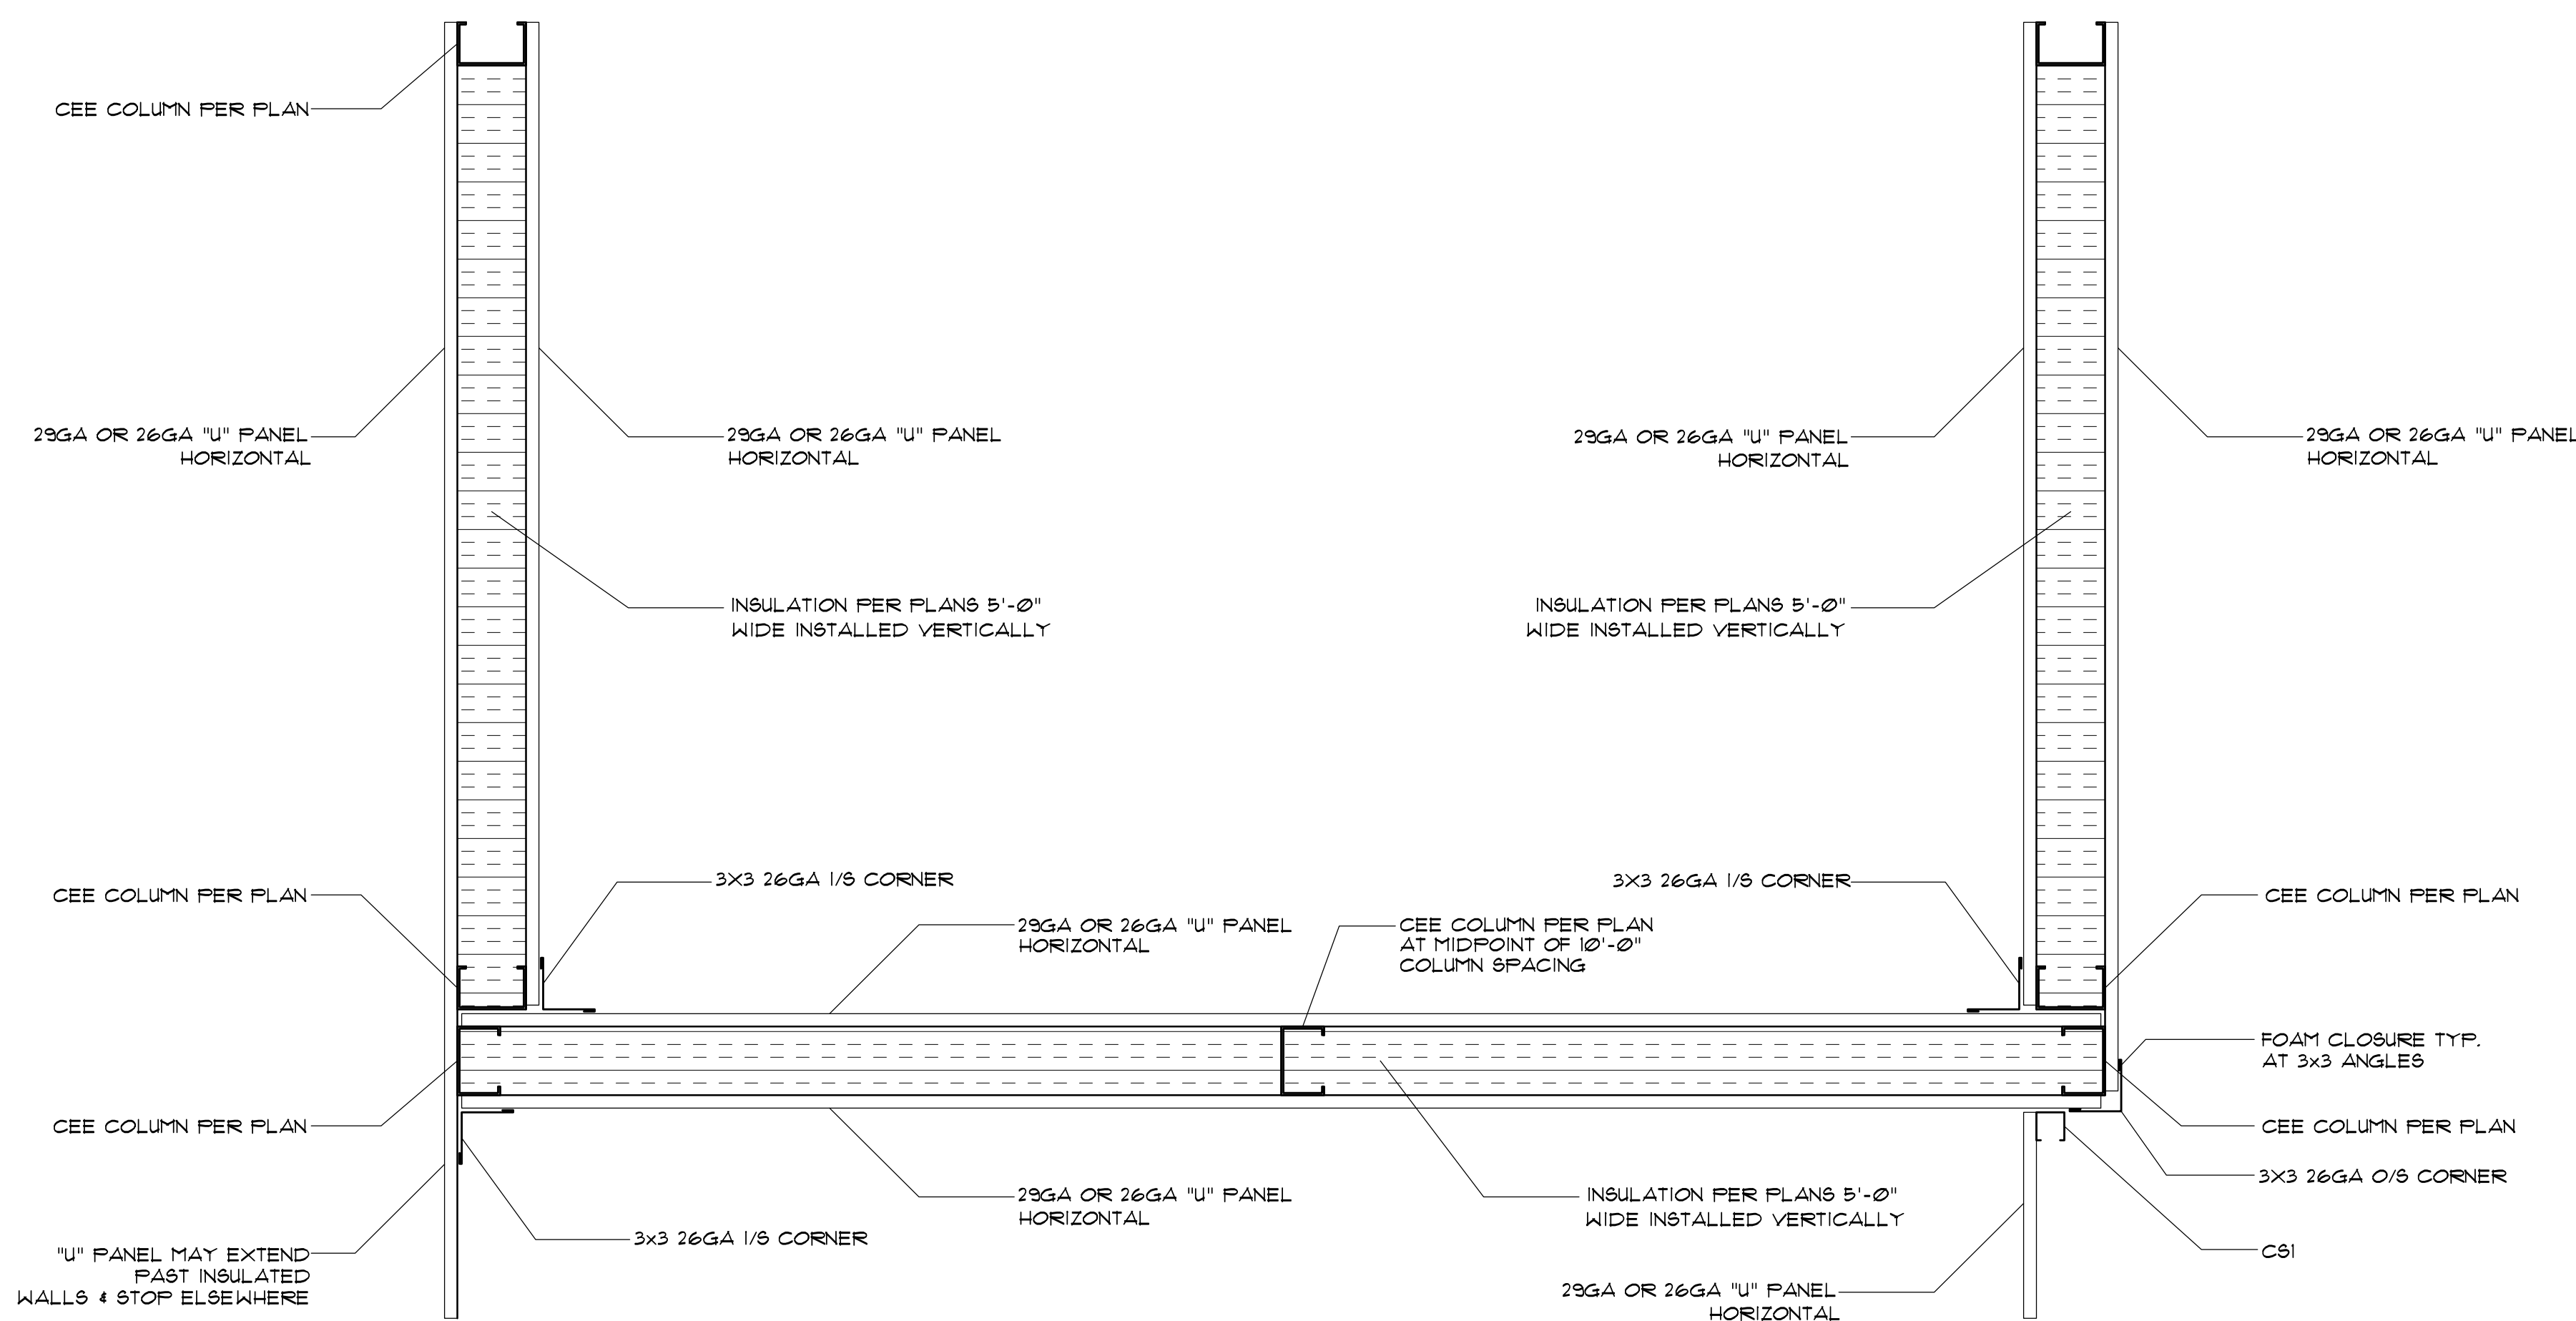 CEE COLUMN PER PLAN
29GA OR 26GA "U" PANEL
HORIZONTAL
29GA OR 26GA "U" PANEL
HORIZONTAL
29GA OR 26GA "U" PANEL
HORIZONTAL
29GA OR 26GA "U" PANEL
HORIZONTAL
INSULATION PER PLANS 5'-0"
WIDE INSTALLED VERTICALLY
INSULATION PER PLANS 5'-0"
WIDE INSTALLED VERTICALLY
3X3 26GA I/S CORNER
3X3 26GA I/S CORNER
CEE COLUMN PER PLAN
CEE COLUMN PER PLAN
29GA OR 26GA "U" PANEL
HORIZONTAL
CEE COLUMN PER PLAN
AT MIDPOINT OF 10'-0"
COLUMN SPACING
FOAM CLOSURE TYP.
AT 3x3 ANGLES
CEE COLUMN PER PLAN
CEE COLUMN PER PLAN
3X3 26GA O/S CORNER
29GA OR 26GA "U" PANEL
HORIZONTAL
INSULATION PER PLANS 5'-0"
WIDE INSTALLED VERTICALLY
3x3 26GA I/S CORNER
"U" PANEL MAY EXTEND
PAST INSULATED
WALLS & STOP ELSEWHERE
CS1
29GA OR 26GA "U" PANEL
HORIZONTAL